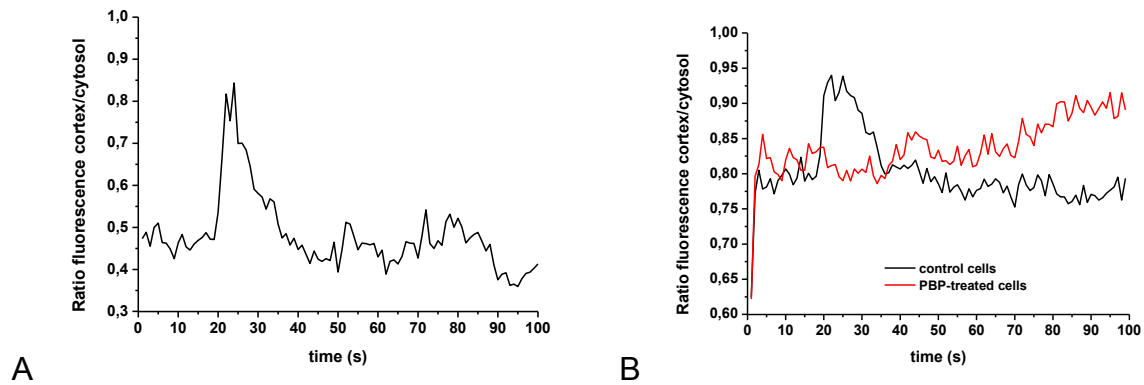 Ratio fluorescence cortex/cytosol
1,0
0,9
0,8
0,7
0,6
0,5
0,4
0,3
0 10 20 30 40 50 60 70 80 90 100
time (s)
A
Ratio fluorescence cortex/cytosol
1,00
0,95
0,90
0,85
0,80
0,75
0,70
0,65
0,60
control cells
PBP-treated cells
0 10 20 30 40 50 60 70 80 90 100
time (s)
B